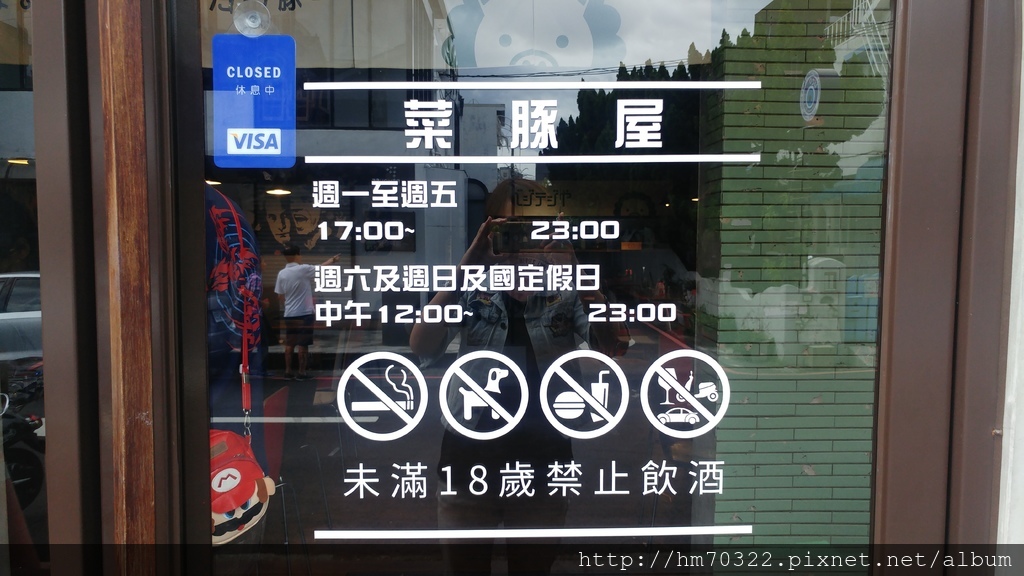 CLOSED
休息中
VISA
菜豚屋
週一至週五
17:00~ 23:00
週六及週日及國定假日
中午12:00~ 23:00
未滿18歲禁止飲酒
http://hm70322.pixnet.net/album